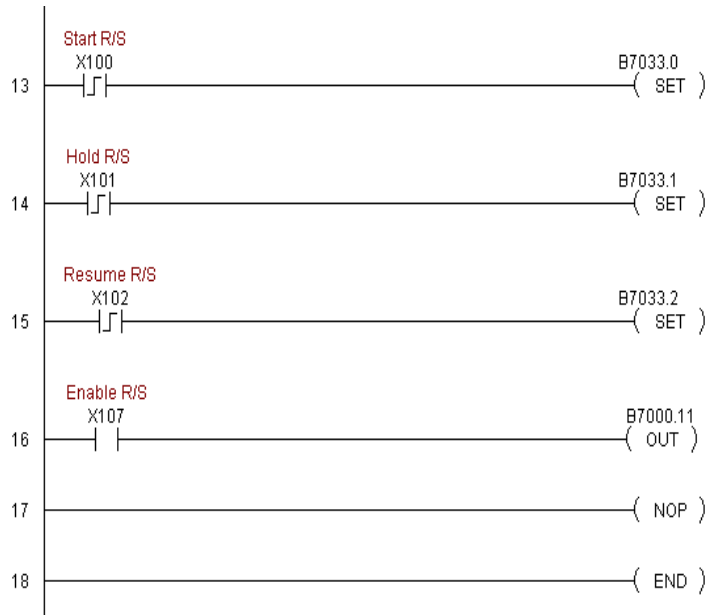 Start R/S
X100 B7033.0
13 ( SET )
Hold R/S
X101 B7033.1
14 ( SET )
Resume R/S
X102 B7033.2
15 ( SET )
Enable R/S
X107 B7000.11
16 ( OUT )
17 ( NOP )
18 ( END )